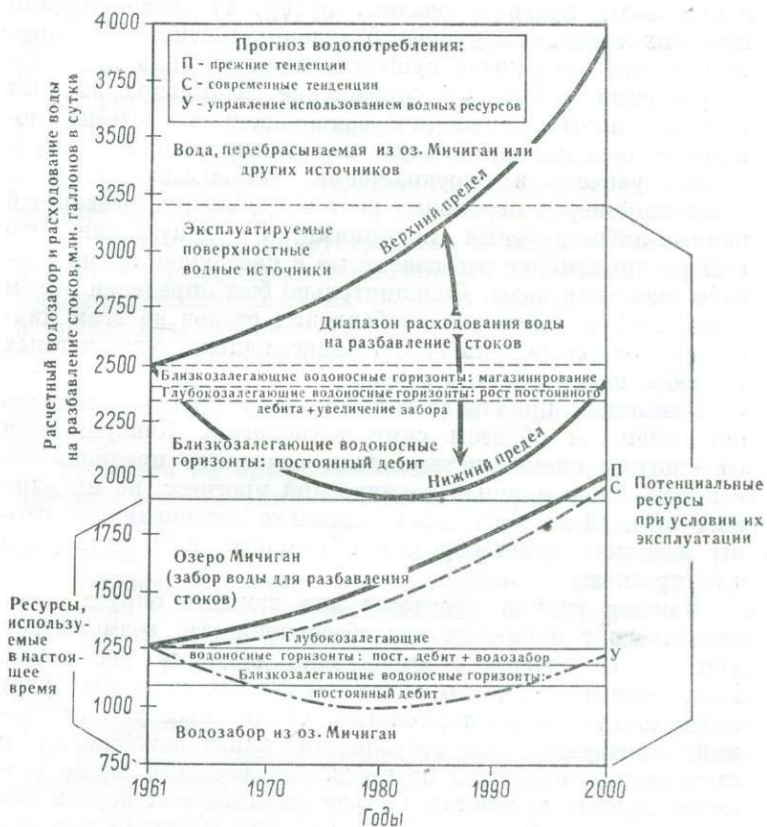 4000
3750
3500
3250
3000
2750
2500
2250
2000
1750
1500
1250
1000
750
Расчетный водозабор и расходование воды
на разбавление стоков,млн. галлонов в сутки
Прогноз водопотребления:
П - прежние тенденции
С - современные тенденции
У - управление использованием водных ресурсов
Вода, перебрасываемая из оз. Мичиган или
других источников
Эксплуатируемые
поверхностные
водные источники
Верхний предел
Диапазон расходования воды
на разбавление стоков
Близкозалегающие водоносные горизонты: магазинирование
Глубокозалегающие водоносные горизонты: рост постоянного
дебита+увеличение забора
Близкозалегающие водоносные
горизонты: постоянный дебит
Нижний предел
П
С
Потенциальные
ресурсы
при условии их
эксплуатации
Озеро Мичиган
(забор воды для разбавления
стоков)
Ресурсы,
использу-
емые
в настоя-
щее
время
Глубокозалегающие
водоносные горизонты: пост. дебит + водозабор
Близкозалегающие водоносные горизонты:
постоянный дебит
У
Водозабор из оз. Мичиган
1961
1970
1980
1990
2000
Годы